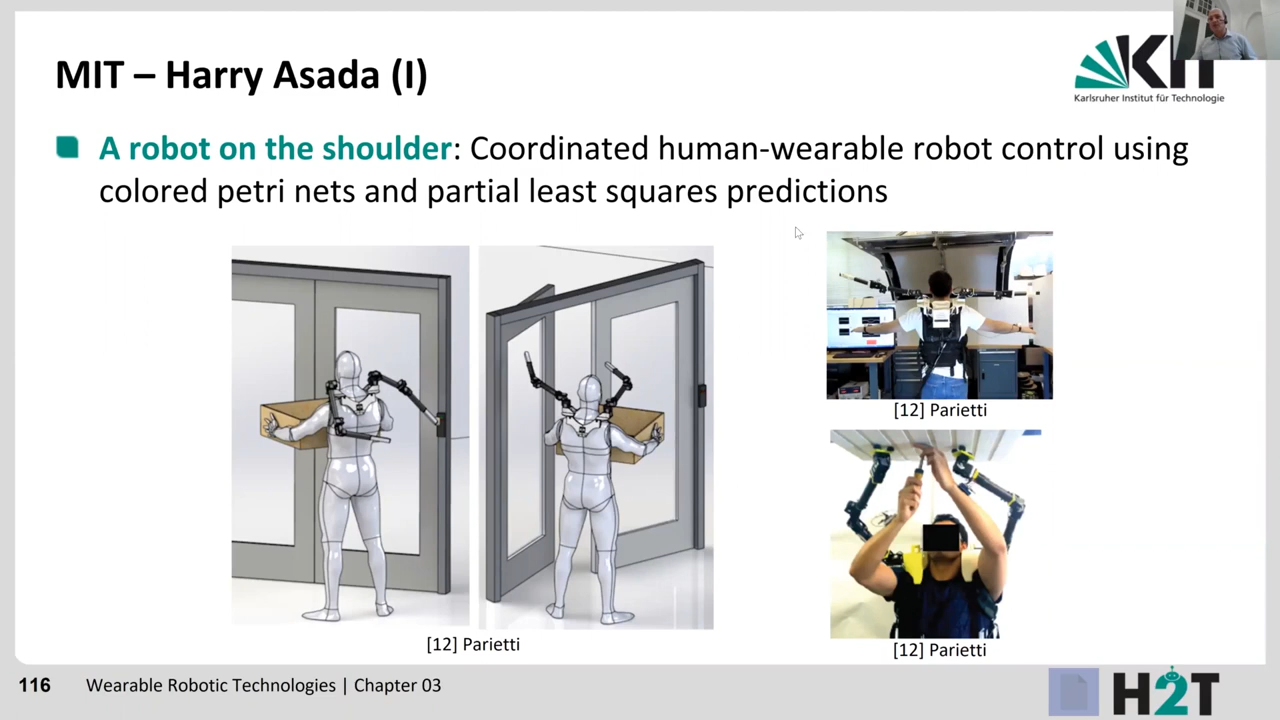 MIT – Harry Asada (I)
KIT
Karlsruher Institut für Technologie
A robot on the shoulder: Coordinated human-wearable robot control using
colored petri nets and partial least squares predictions
[12] Parietti
[12] Parietti
[12] Parietti
116 Wearable Robotic Technologies | Chapter 03
H2T